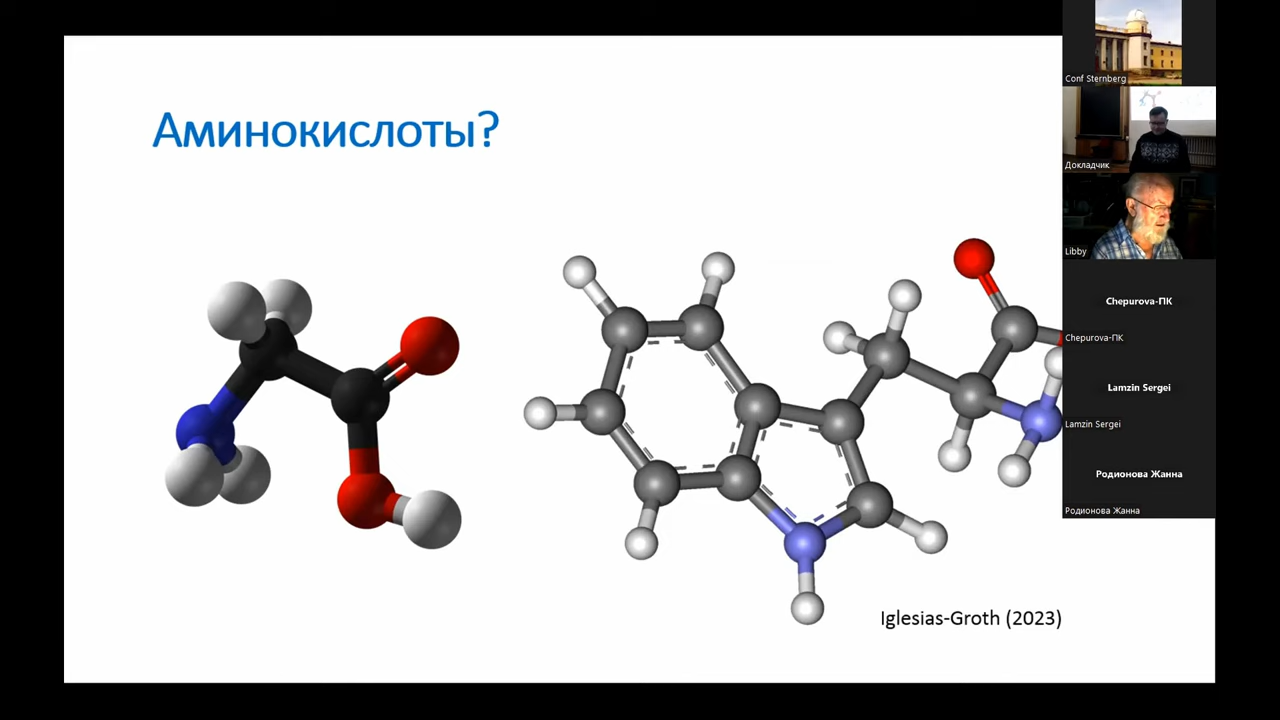 Аминокислоты?
Iglesias-Groth (2023)
Conf Sternberg
Докладчик
Libby
Chepurova-ПК
Chepurova-ПК
Lamzin Sergei
Lamzin Sergei
Родионова Жанна
Родионова Жанна